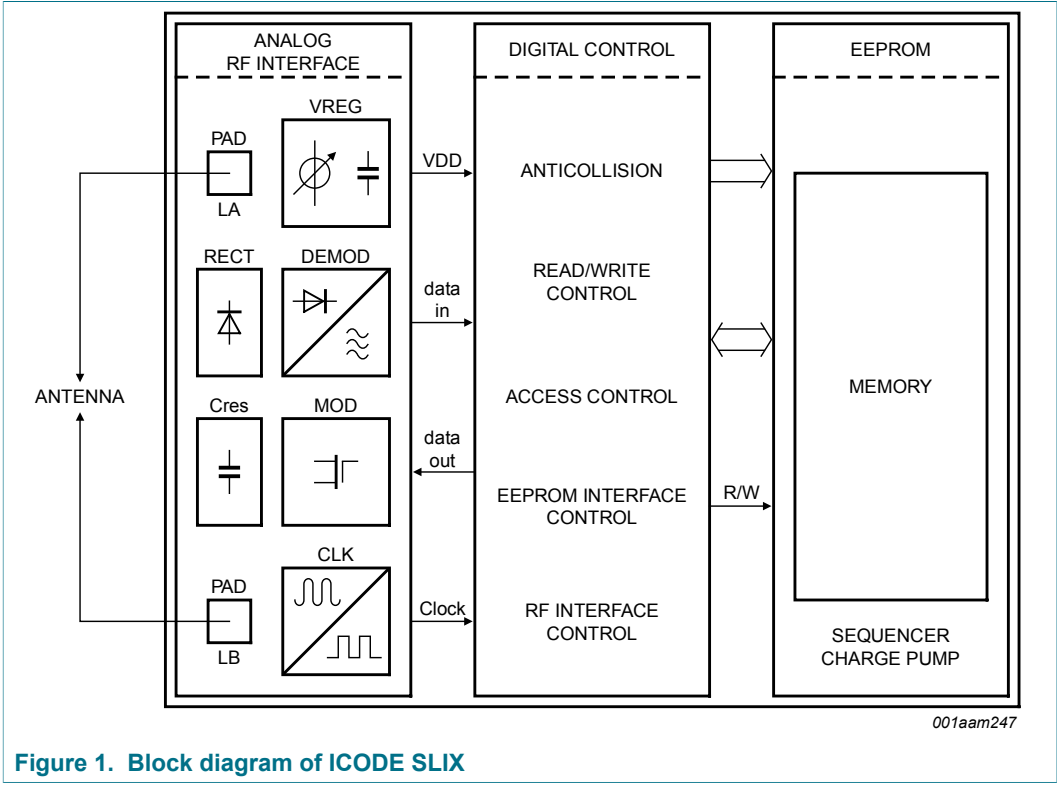 ANALOG
RF INTERFACE
VREG
PAD
LA
RECT
DEMOD
Cres
MOD
CLK
PAD
LB
ANTENNA
VDD
data
in
data
out
Clock
DIGITAL CONTROL
ANTICOLLISION
READ/WRITE
CONTROL
ACCESS CONTROL
EEPROM INTERFACE
CONTROL
RF INTERFACE
CONTROL
R/W
EEPROM
MEMORY
SEQUENCER
CHARGE PUMP
001aam247
Figure 1. Block diagram of ICODE SLIX